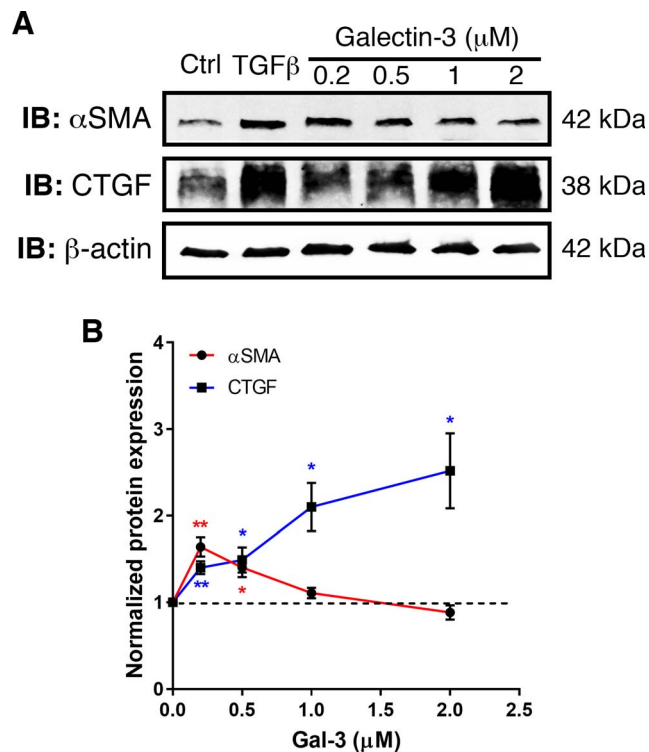 A
Galectin-3 (μM)
Ctrl TGFβ 0.2 0.5 1 2
IB: αSMA 42 kDa
IB: CTGF 38 kDa
IB: β-actin 42 kDa
B
Normalized protein expression
4
3
2
1
0
αSMA
CTGF
** ** * * * *
0.0 0.5 1.0 1.5 2.0 2.5
Gal-3 (μM)